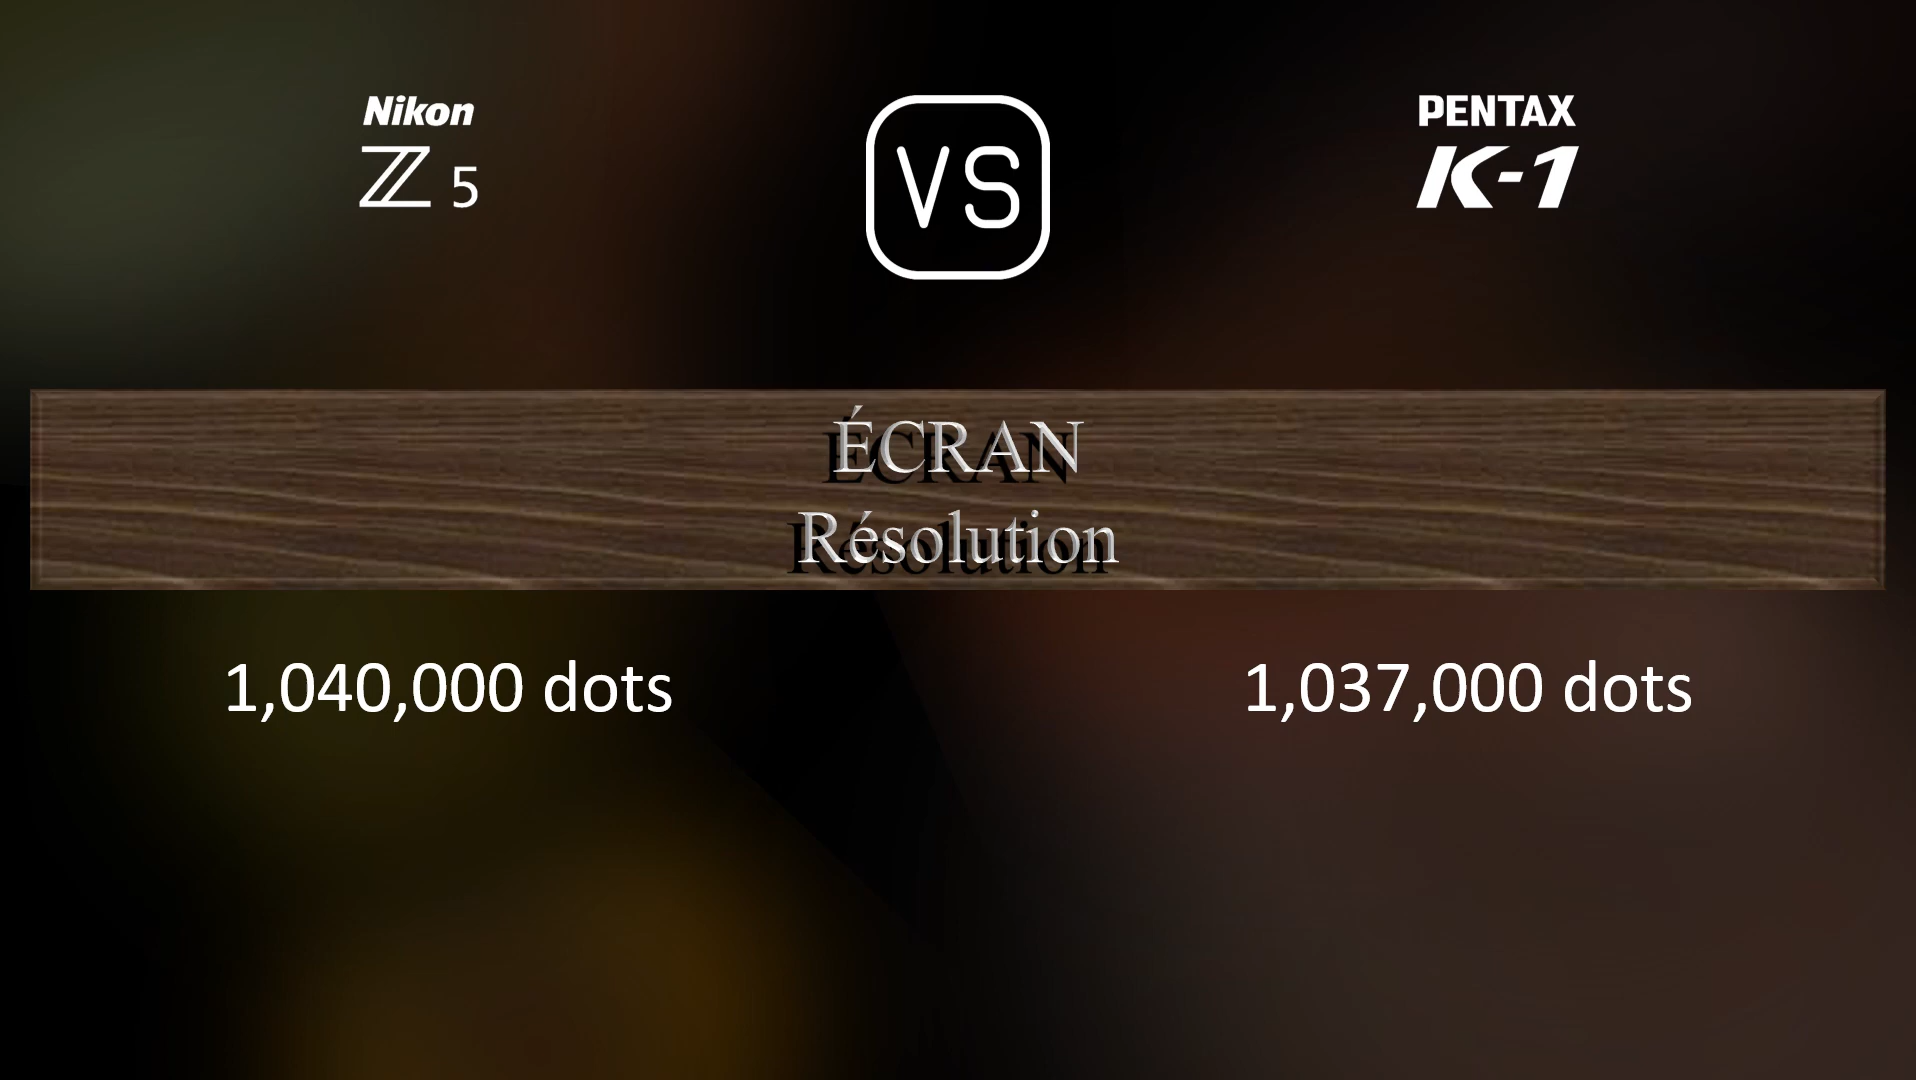 Nikon
Z 5
VS
PENTAX
K-1
ÉCRAN
Résolution
1,040,000 dots
1,037,000 dots